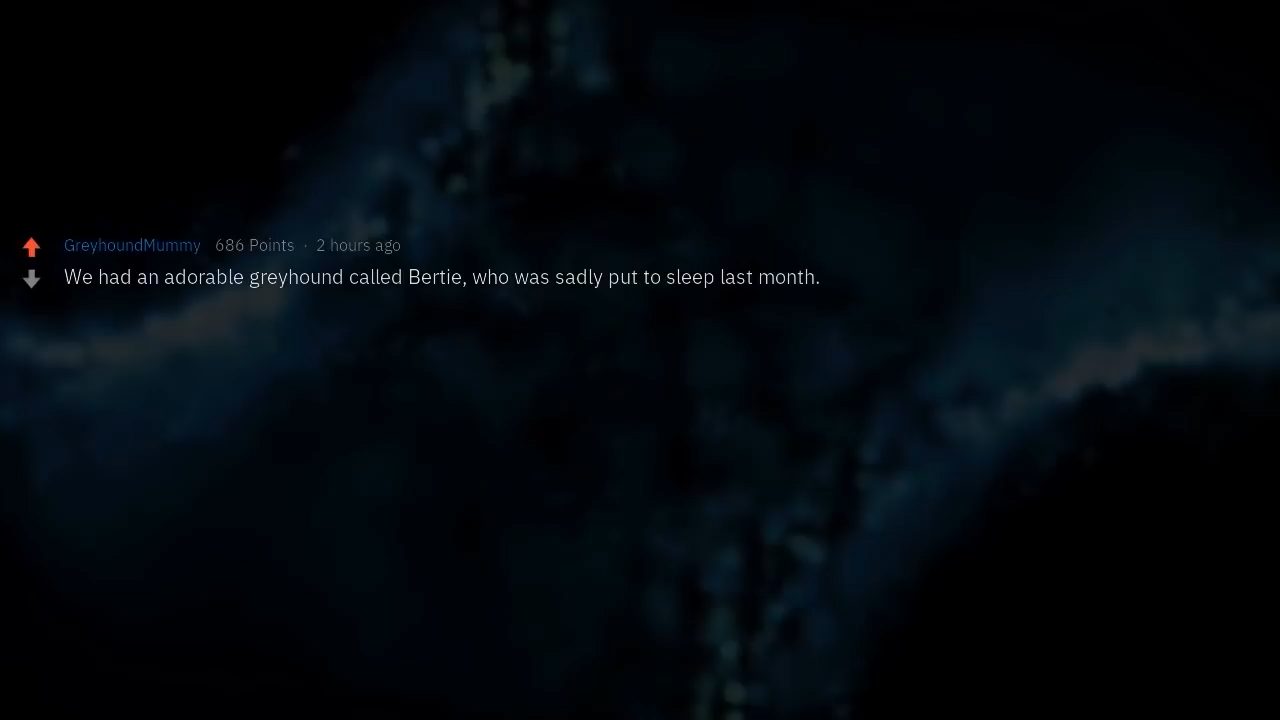 GreyhoundMummy 686 Points · 2 hours ago
We had an adorable greyhound called Bertie, who was sadly put to sleep last month.